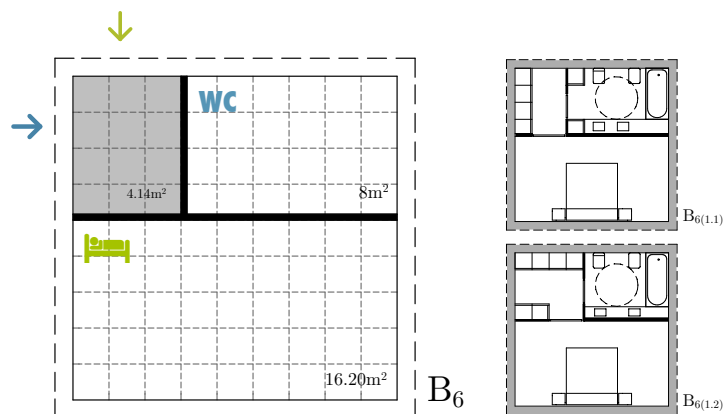 WC
4.14m²
8m²
16.20m²
B₆
B₆₍₁.₁₎
B₆₍₁.₂₎